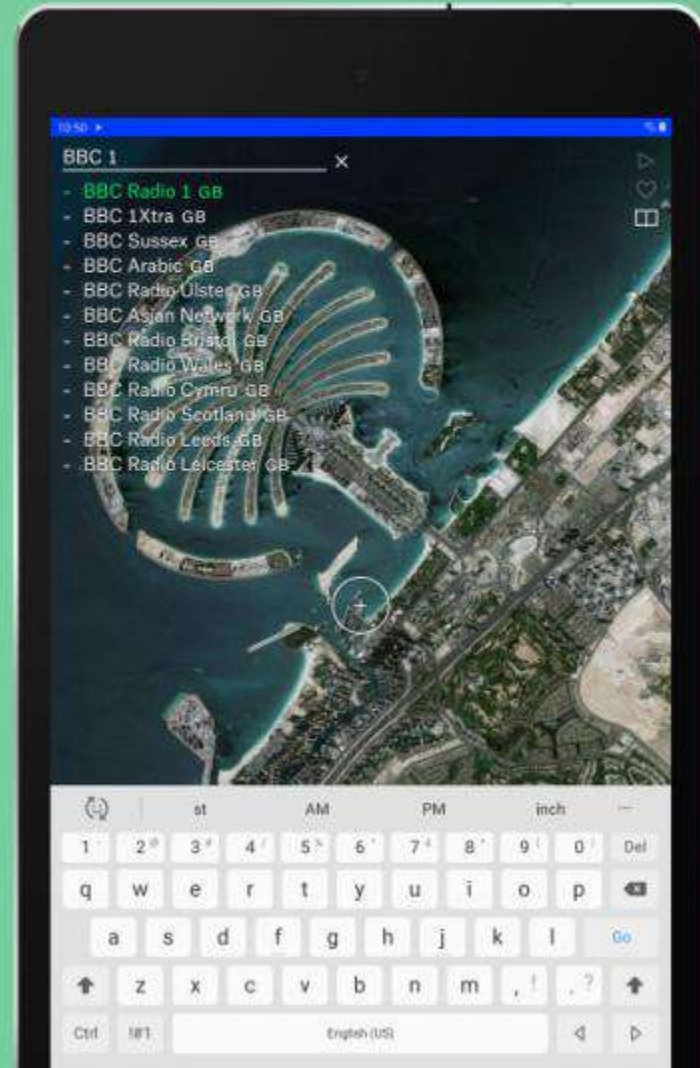 10:50
BBC 1 ×
- BBC Radio 1 GB
- BBC 1Xtra GB
- BBC Sussex GB
- BBC Arabic GB
- BBC Radio Ulster GB
- BBC Asian Network GB
- BBC Radio Bristol GB
- BBC Radio Wales GB
- BBC Radio Cymru GB
- BBC Radio Scotland GB
- BBC Radio Leeds GB
- BBC Radio Leicester GB
st AM PM inch ...
1 2 3 4 5 6 7 8 9 0 Del
q w e r t y u i o p
a s d f g h j k l Go
z x c v b n m , ! . ?
Ctrl !#1 English (US)